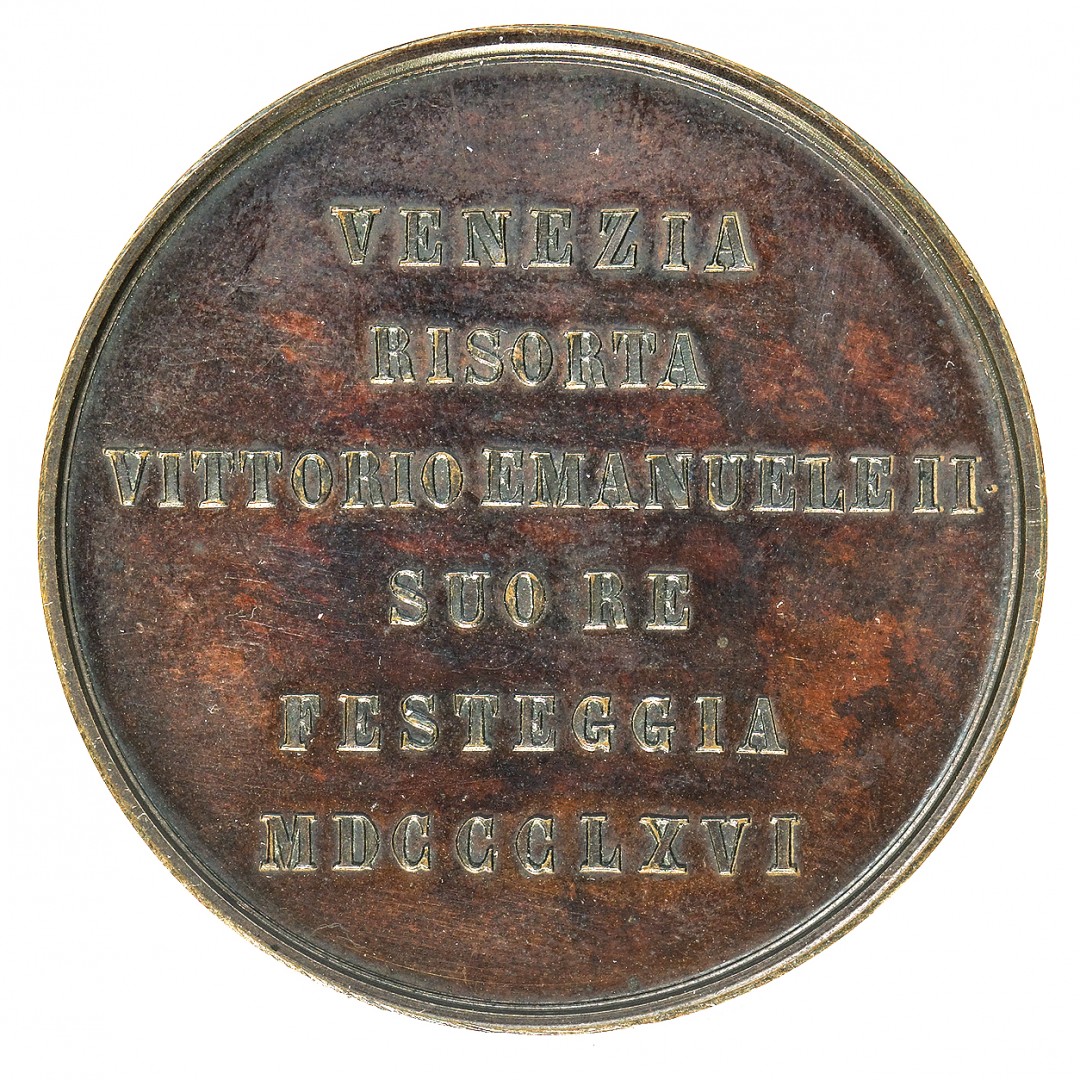 VENEZIA
RISORTA
VITTORIO EMANUELE II
SUO RE
FESTEGGIA
MDCCCLXVI